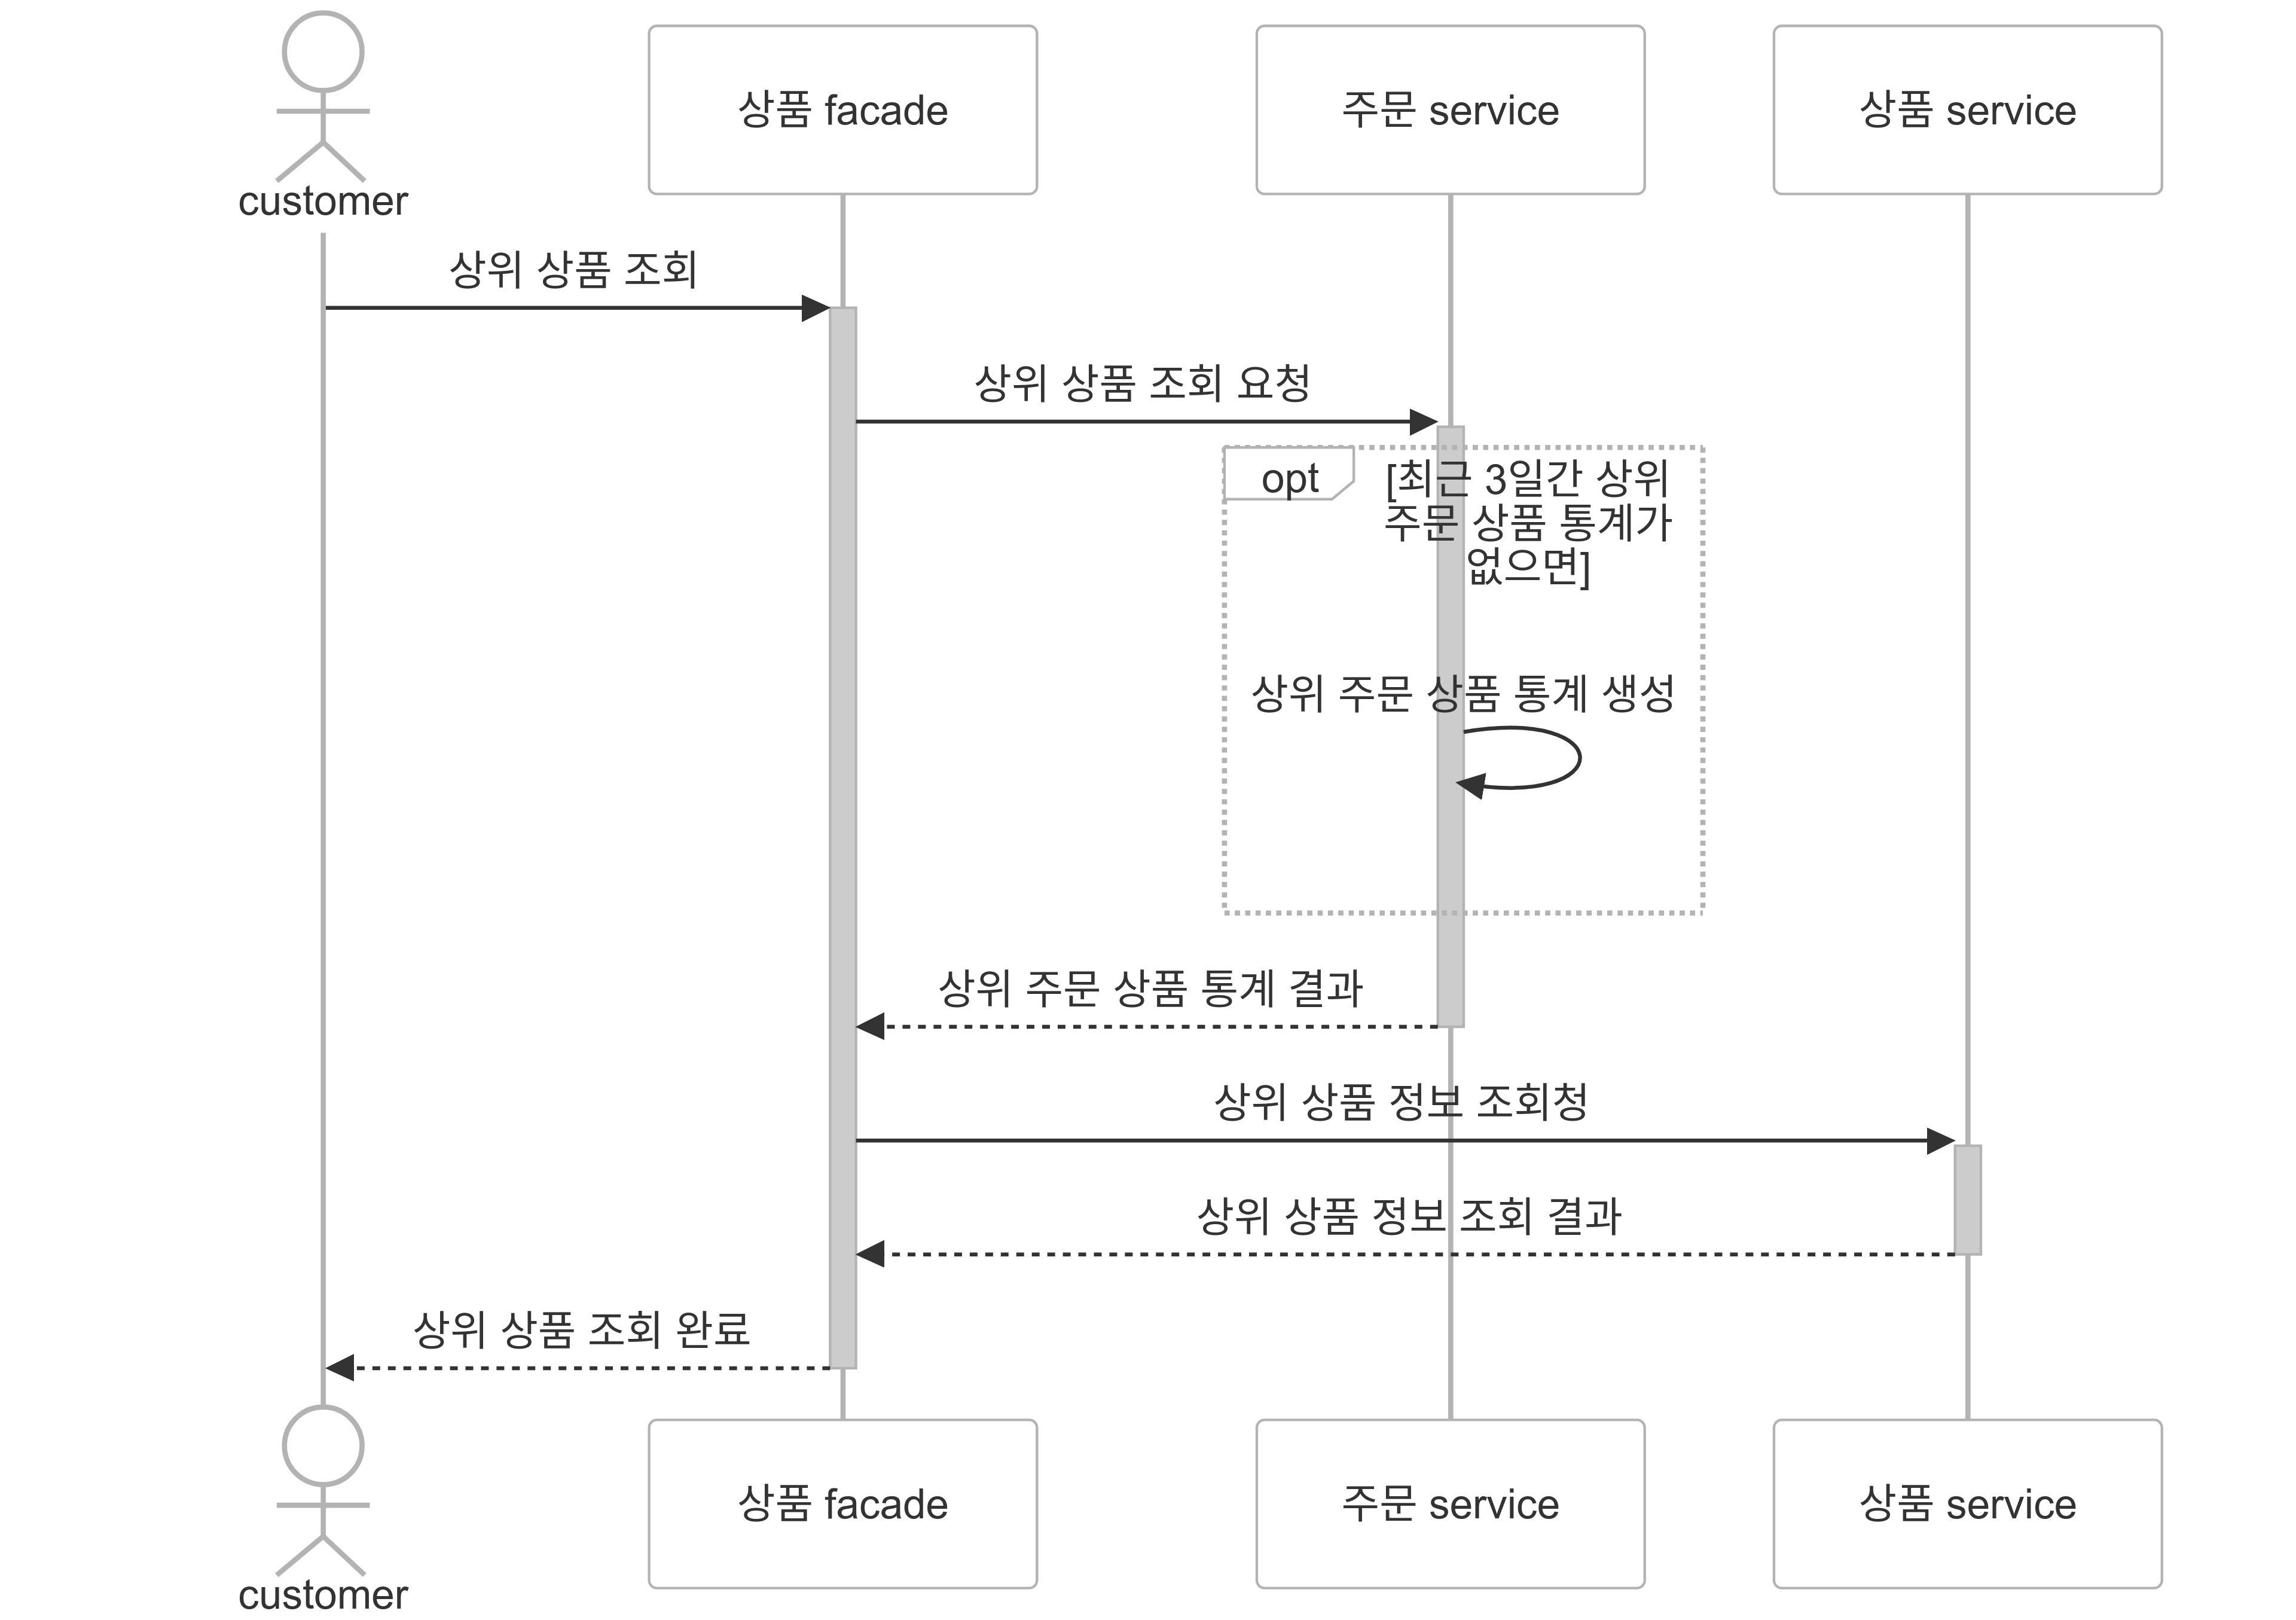 customer
상품 facade
주문 service
상품 service
상위 상품 조회
상위 상품 조회 요청
opt
[최근 3일간 상위
주문 상품 통계가
없으면]
상위 주문 상품 통계 생성
상위 주문 상품 통계 결과
상위 상품 정보 조회청
상위 상품 정보 조회 결과
상위 상품 조회 완료
상품 facade
주문 service
상품 service
customer